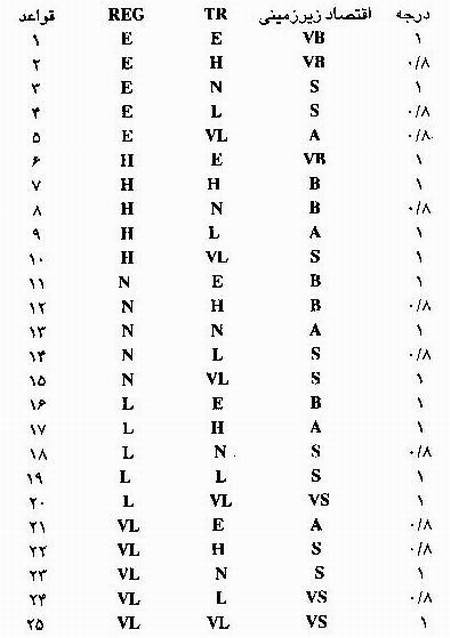 قواعد REG TR اقتصاد زیرزمینی درجه
۱ E E VB ۱
۲ E H VB ۰/۸
۳ E N S ۱
۴ E L S ۰/۸
۵ E VL A ۰/۸
۶ H E VB ۱
۷ H H B ۱
۸ H N B ۰/۸
۹ H L A ۱
۱۰ H VL S ۱
۱۱ N E B ۱
۱۲ N H B ۰/۸
۱۳ N N A ۱
۱۴ N L S ۰/۸
۱۵ N VL S ۱
۱۶ L E B ۱
۱۷ L H A ۱
۱۸ L N S ۰/۸
۱۹ L L S ۱
۲۰ L VL VS ۱
۲۱ VL E A ۰/۸
۲۲ VL H S ۰/۸
۲۳ VL N S ۱
۲۴ VL L VS ۰/۸
۲۵ VL VL VS ۱